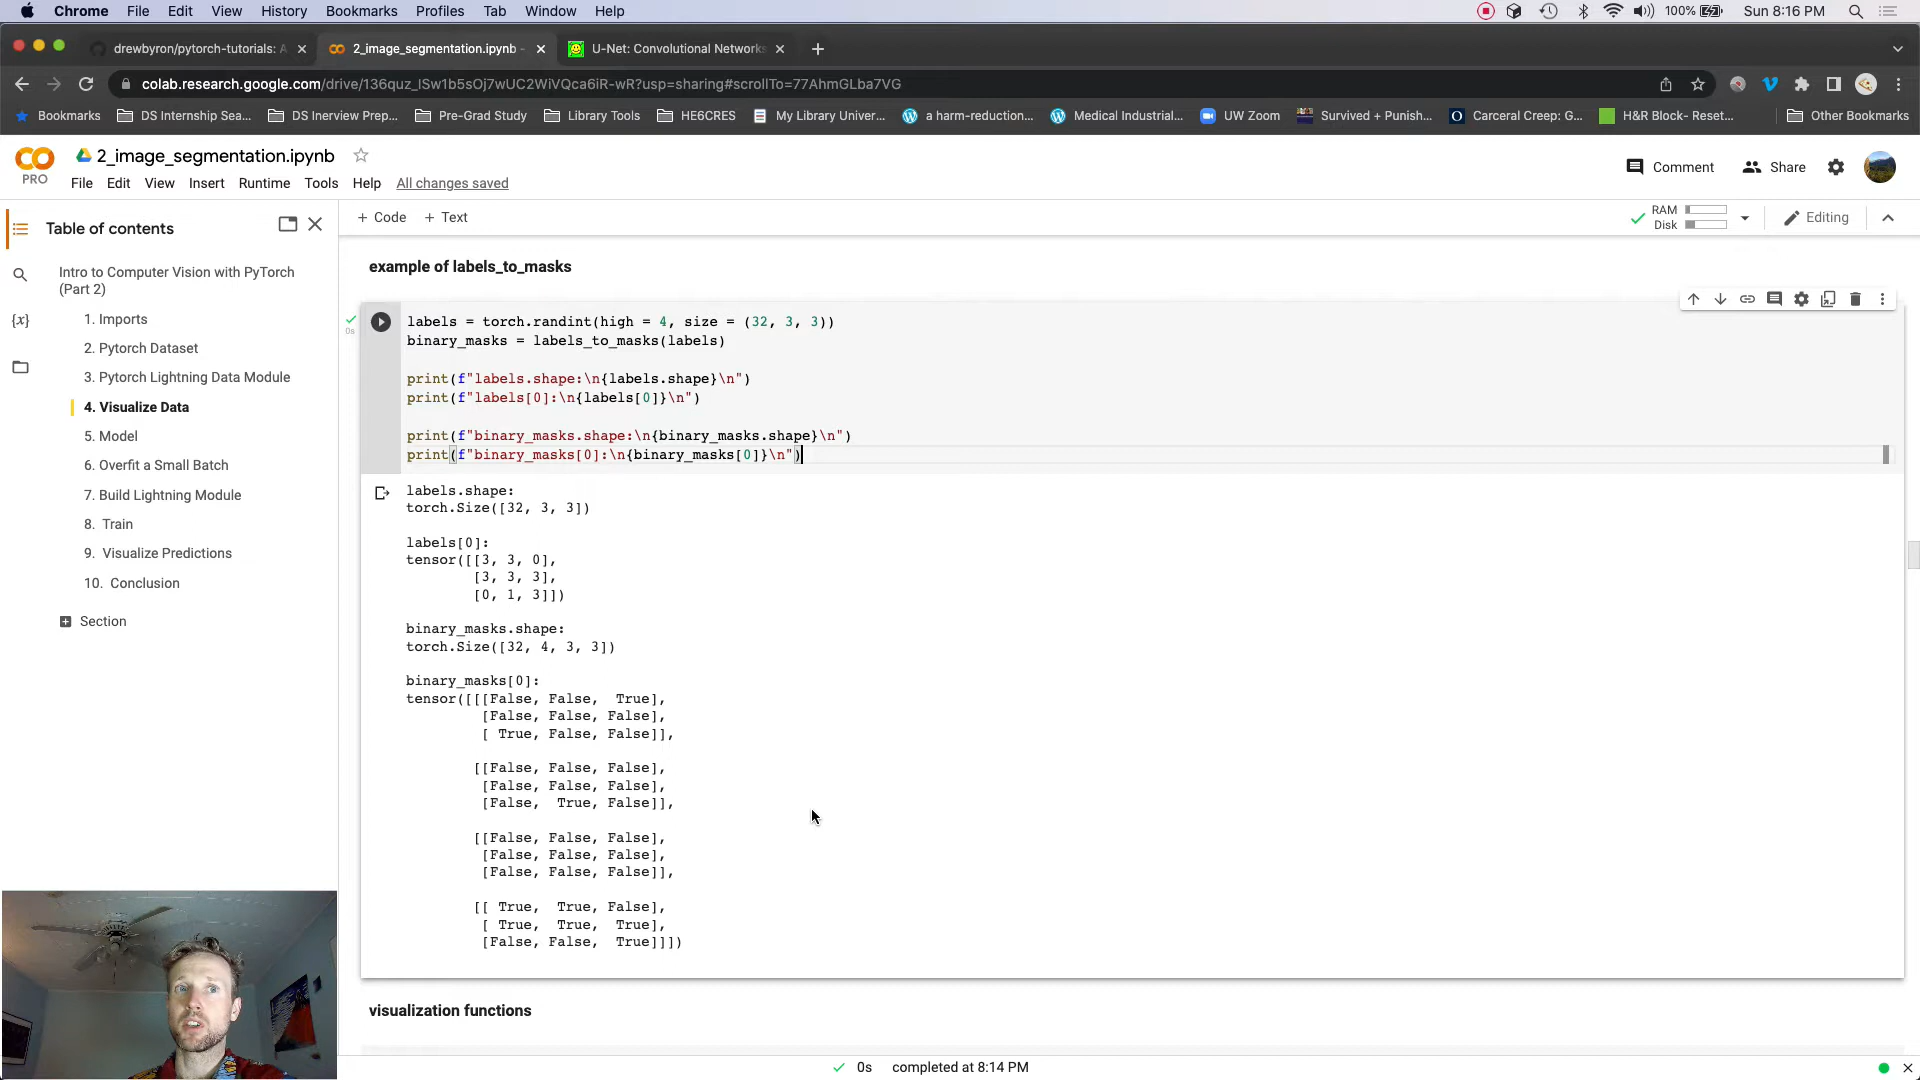 Chrome File Edit View History Bookmarks Profiles Tab Window Help 100% Sun 8:16 PM
drewbyron/pytorch-tutorials: A 2_image_segmentation.ipynb - U-Net: Convolutional Networks
colab.research.google.com/drive/136quz_lSw1b5sOj7wUC2WiVQca6iR-wR?usp=sharing#scrollTo=77AhmGLba7VG
Bookmarks DS Internship Sea... DS Inerview Prep... Pre-Grad Study Library Tools HE6CRES My Library Univer... a harm-reduction... Medical Industrial... UW Zoom Survived + Punish... Carceral Creep: G... H&R Block- Reset... Other Bookmarks
PRO
2_image_segmentation.ipynb
File Edit View Insert Runtime Tools Help All changes saved
Comment Share
Table of contents
+ Code + Text
RAM
Disk
Editing
Intro to Computer Vision with PyTorch
(Part 2)
1. Imports
2. Pytorch Dataset
3. Pytorch Lightning Data Module
4. Visualize Data
5. Model
6. Overfit a Small Batch
7. Build Lightning Module
8. Train
9. Visualize Predictions
10. Conclusion
Section
{x}
example of labels_to_masks
0s
labels = torch.randint(high = 4, size = (32, 3, 3))
binary_masks = labels_to_masks(labels)
print(f"labels.shape:\n{labels.shape}\n")
print(f"labels[0]:\n{labels[0]}\n")
print(f"binary_masks.shape:\n{binary_masks.shape}\n")
print(f"binary_masks[0]:\n{binary_masks[0]}\n")
labels.shape:
torch.Size([32, 3, 3])
labels[0]:
tensor([[3, 3, 0],
[3, 3, 3],
[0, 1, 3]])
binary_masks.shape:
torch.Size([32, 4, 3, 3])
binary_masks[0]:
tensor([[[False, False, True],
[False, False, False],
[ True, False, False]],
[[False, False, False],
[False, False, False],
[False, True, False]],
[[False, False, False],
[False, False, False],
[False, False, False]],
[[ True, True, False],
[ True, True, True],
[False, False, True]]])
visualization functions
0s completed at 8:14 PM